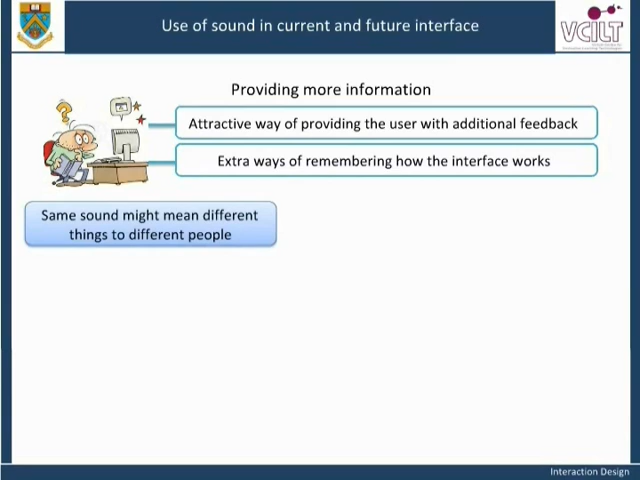 Use of sound in current and future interface
VCILT
Providing more information
Attractive way of providing the user with additional feedback
Extra ways of remembering how the interface works
Same sound might mean different
things to different people
Interaction Design